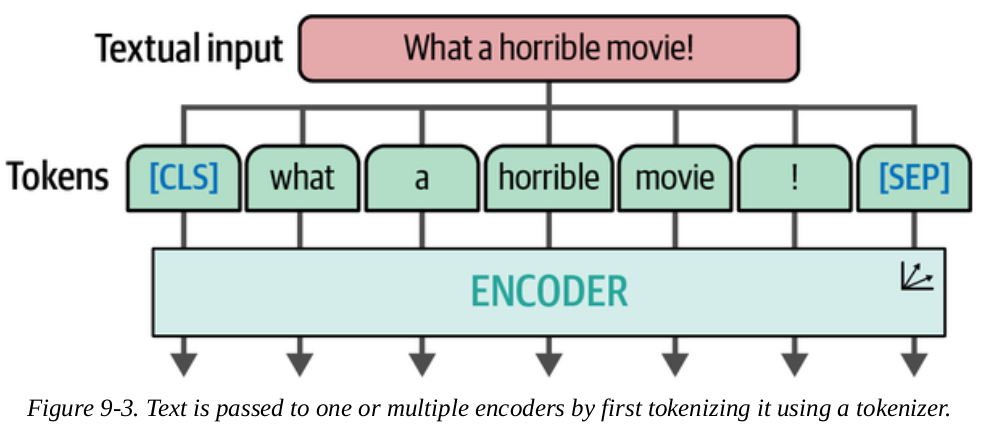 Textual input What a horrible movie!
Tokens [CLS] what a horrible movie ! [SEP]
ENCODER
Figure 9-3. Text is passed to one or multiple encoders by first tokenizing it using a tokenizer.